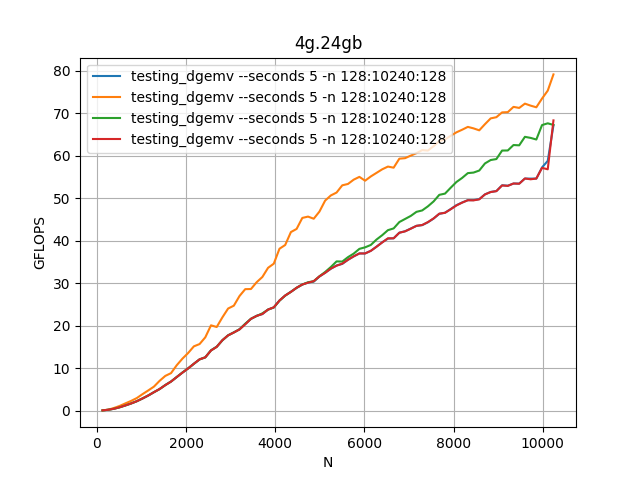 4g.24gb
testing_dgemv --seconds 5 -n 128:10240:128
testing_dgemv --seconds 5 -n 128:10240:128
testing_dgemv --seconds 5 -n 128:10240:128
testing_dgemv --seconds 5 -n 128:10240:128
80
70
60
50
40
30
20
10
0
GFLOPS
0 2000 4000 6000 8000 10000
N